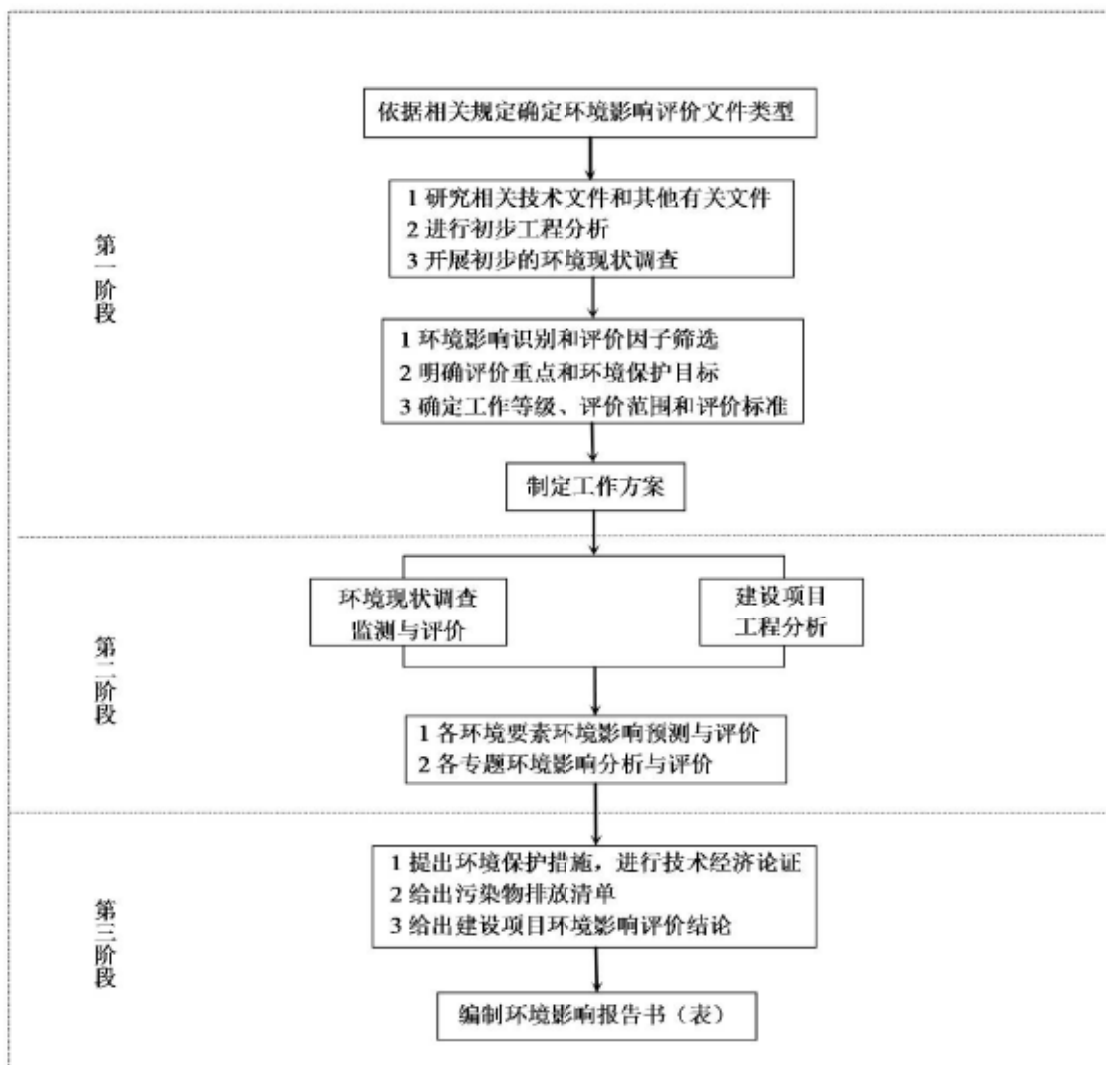 依据相关规定确定环境影响评价文件类型
1 研究相关技术文件和其他有关文件
2 进行初步工程分析
3 开展初步的环境现状调查
第一阶段
1 环境影响识别和评价因子筛选
2 明确评价重点和环境保护目标
3 确定工作等级、评价范围和评价标准
制定工作方案
第二阶段
环境现状调查
监测与评价
建设项目
工程分析
1 各环境要素环境影响预测与评价
2 各专题环境影响分析与评价
第三阶段
1 提出环境保护措施，进行技术经济论证
2 给出污染物排放清单
3 给出建设项目环境影响评价结论
编制环境影响报告书（表）